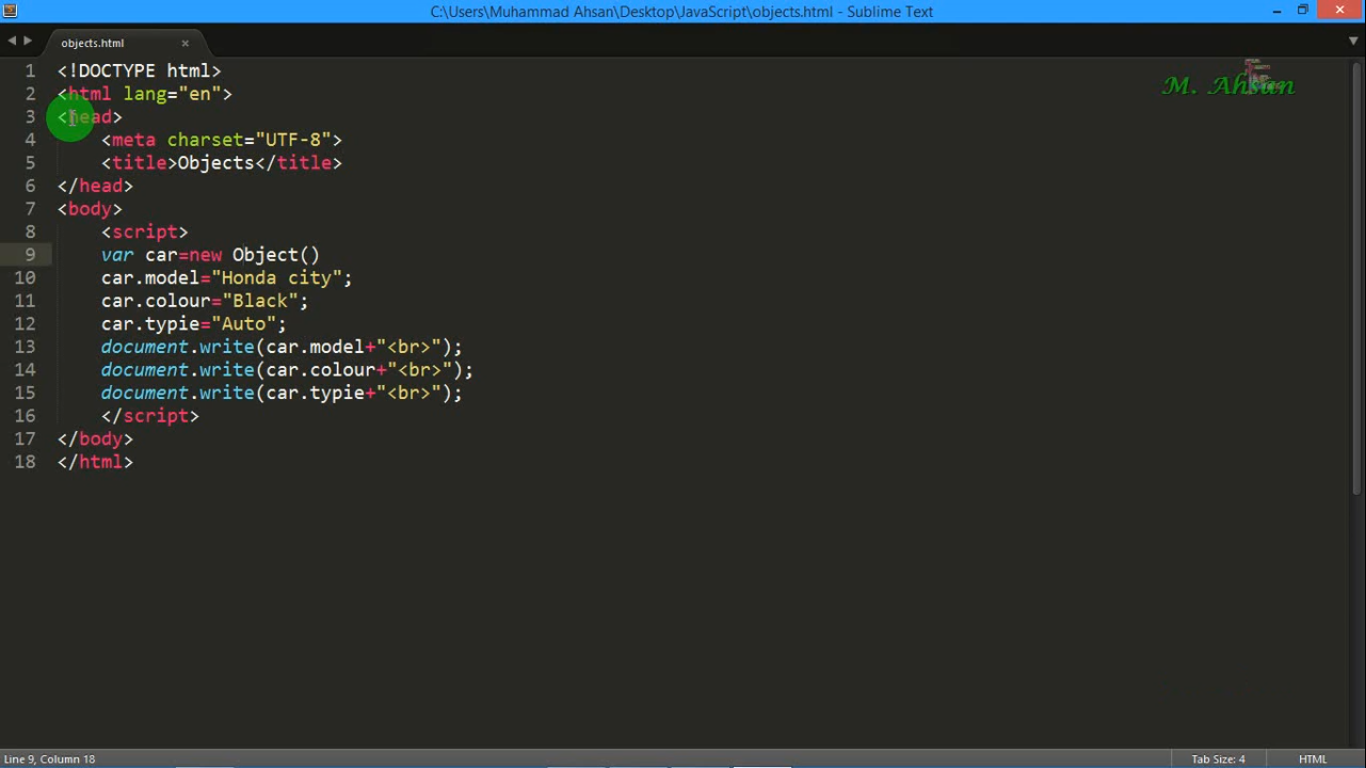 C:\Users\Muhammad Ahsan\Desktop\JavaScript\objects.html - Sublime Text
objects.html
M. Ahsan
1 <!DOCTYPE html>
2 <html lang="en">
3 <head>
4     <meta charset="UTF-8">
5     <title>Objects</title>
6 </head>
7 <body>
8     <script>
9     var car=new Object()
10     car.model="Honda city";
11     car.colour="Black";
12     car.typie="Auto";
13     document.write(car.model+"<br>");
14     document.write(car.colour+"<br>");
15     document.write(car.typie+"<br>");
16     </script>
17 </body>
18 </html>
Line 9, Column 18
Tab Size: 4
HTML